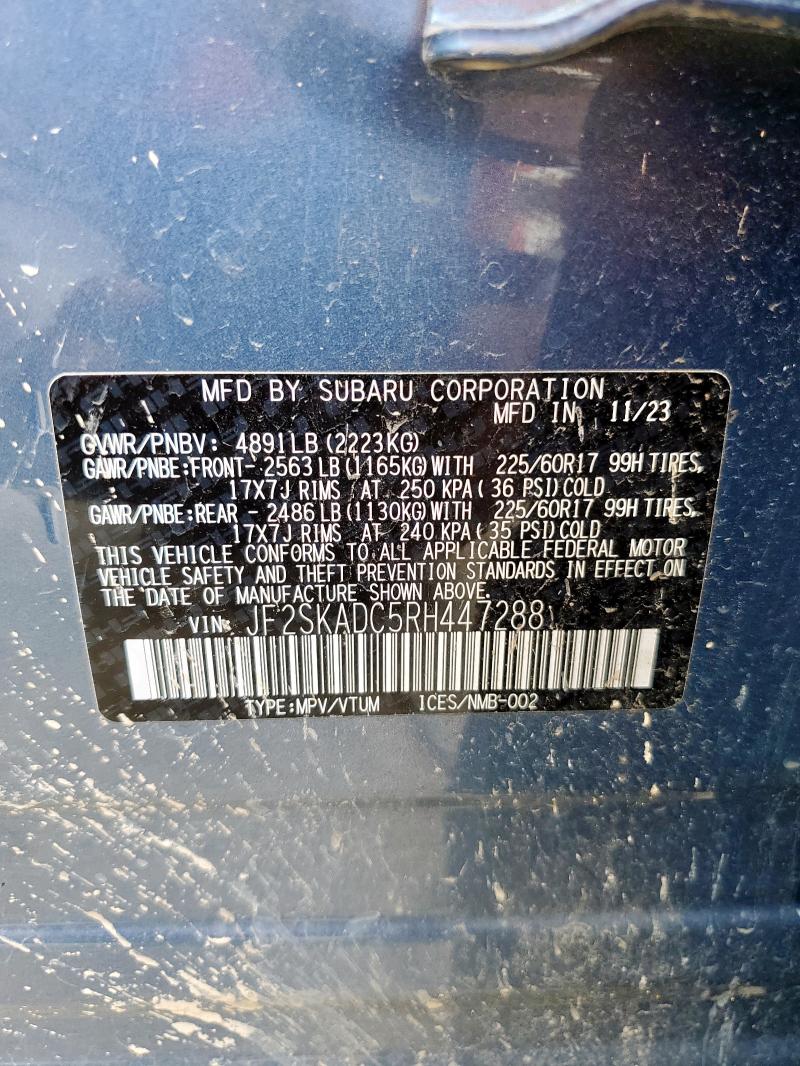 MFD BY SUBARU CORPORATION
MFD IN 11/23
GVWR/PNBV: 4891LB (2223KG)
GAWR/PNBE:FRONT- 2563 LB (1165KG) WITH 225/60R17 99H TIRES,
17X7J RIMS AT 250 KPA ( 36 PSI) COLD
GAWR/PNBE:REAR - 2486 LB (1130KG) WITH 225/60R17 99H TIRES.
17X7J RIMS AT 240 KPA ( 35 PSI) COLD
THIS VEHICLE CONFORMS TO ALL APPLICABLE FEDERAL MOTOR
VEHICLE SAFETY AND THEFT PREVENTION STANDARDS IN EFFECT ON
THE DATE OF MANUFACTURE SHOWN ABOVE.
VIN: JF2SKADC5RH447288
TYPE:MPV/VTUM ICES/NMB-002